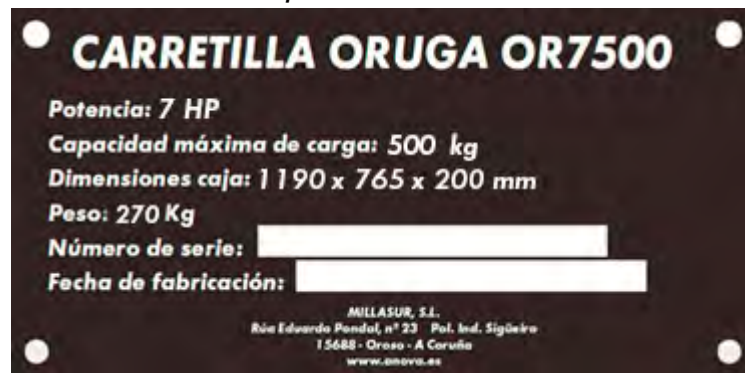 CARRETILLA ORUGA OR7500
Potencia: 7 HP
Capacidad máxima de carga: 500 kg
Dimensiones caja: 1190 x 765 x 200 mm
Peso: 270 Kg
Número de serie:
Fecha de fabricación:
MILLASUR, S.L.
Rúa Eduardo Pondal, nº 23 Pol. Ind. Sigüeiro
15688 - Oroso - A Coruña
www.anova.es